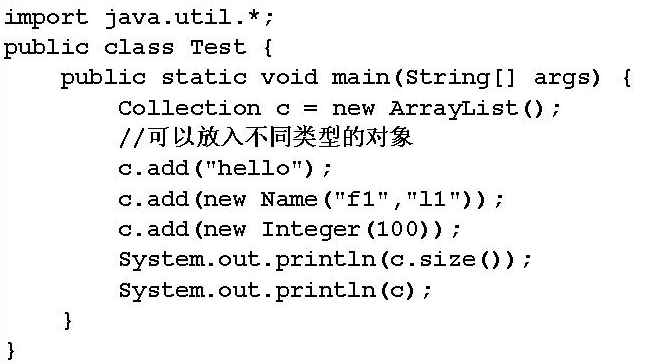 import java.util.*;
public class Test {
    public static void main(String[] args) {
        Collection c = new ArrayList();
        //可以放入不同类型的对象
        c.add("hello");
        c.add(new Name("f1","l1"));
        c.add(new Integer(100));
        System.out.println(c.size());
        System.out.println(c);
    }
}